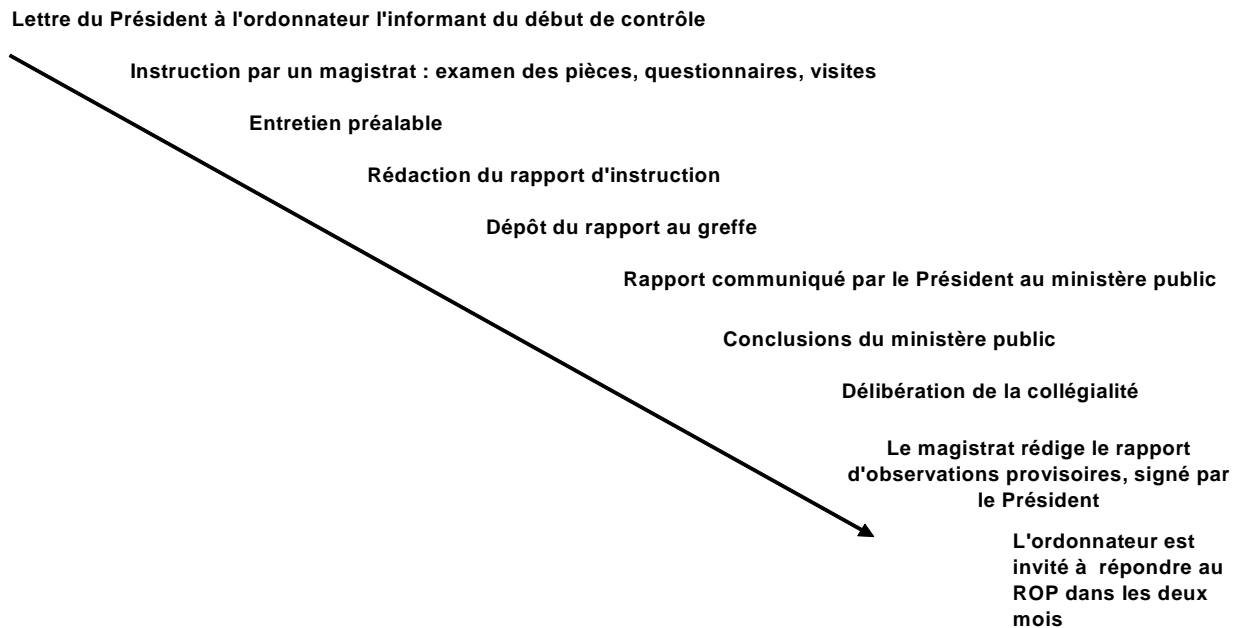 Lettre du Président à l'ordonnateur l'informant du début de contrôle
Instruction par un magistrat : examen des pièces, questionnaires, visites
Entretien préalable
Rédaction du rapport d'instruction
Dépôt du rapport au greffe
Rapport communiqué par le Président au ministère public
Conclusions du ministère public
Délibération de la collégialité
Le magistrat rédige le rapport
d'observations provisoires, signé par
le Président
L'ordonnateur est
invité à répondre au
ROP dans les deux
mois